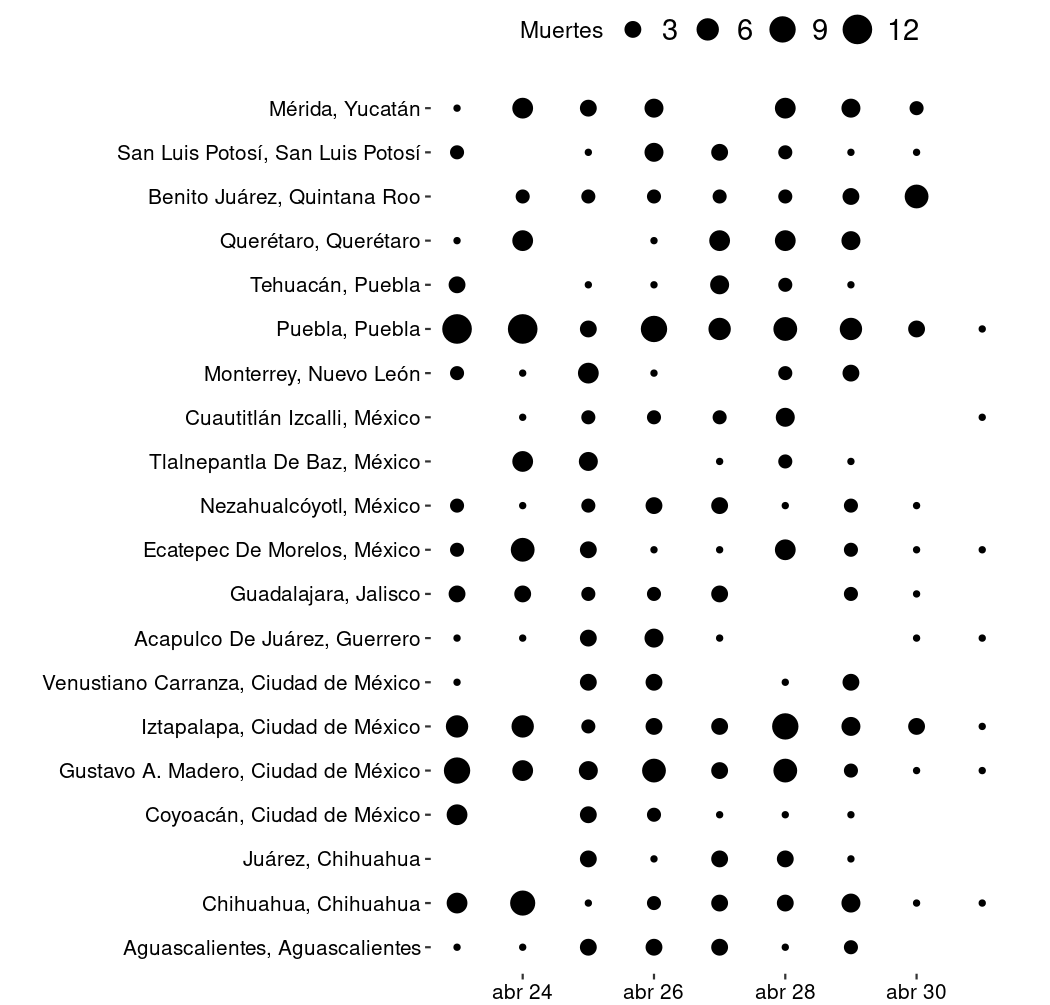 Muertes 3 6 9 12
Mérida, Yucatán
San Luis Potosí, San Luis Potosí
Benito Juárez, Quintana Roo
Querétaro, Querétaro
Tehuacán, Puebla
Puebla, Puebla
Monterrey, Nuevo León
Cuautitlán Izcalli, México
Tlalnepantla De Baz, México
Nezahualcóyotl, México
Ecatepec De Morelos, México
Guadalajara, Jalisco
Acapulco De Juárez, Guerrero
Venustiano Carranza, Ciudad de México
Iztapalapa, Ciudad de México
Gustavo A. Madero, Ciudad de México
Coyoacán, Ciudad de México
Juárez, Chihuahua
Chihuahua, Chihuahua
Aguascalientes, Aguascalientes
abr 24 abr 26 abr 28 abr 30